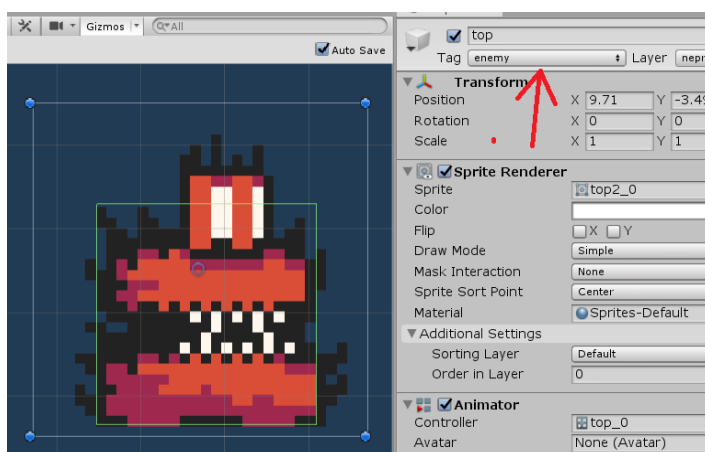 Gizmos All
Auto Save
top
Tag enemy Layer nepr
Transform
Position X 9.71 Y -3.49
Rotation X 0 Y 0
Scale X 1 Y 1
Sprite Renderer
Sprite top2_0
Color
Flip X Y
Draw Mode Simple
Mask Interaction None
Sprite Sort Point Center
Material Sprites-Default
Additional Settings
Sorting Layer Default
Order in Layer 0
Animator
Controller top_0
Avatar None (Avatar)